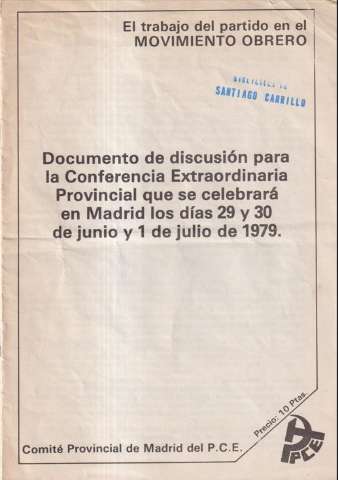 El trabajo del partido en el
MOVIMIENTO OBRERO
BIBLIOTECA DE
SANTIAGO CARRILLO
Documento de discusión para
la Conferencia Extraordinaria
Provincial que se celebrará
en Madrid los días 29 y 30
de junio y 1 de julio de 1979.
Precio: 10 Ptas.
PCE
Comité Provincial de Madrid del P.C.E.